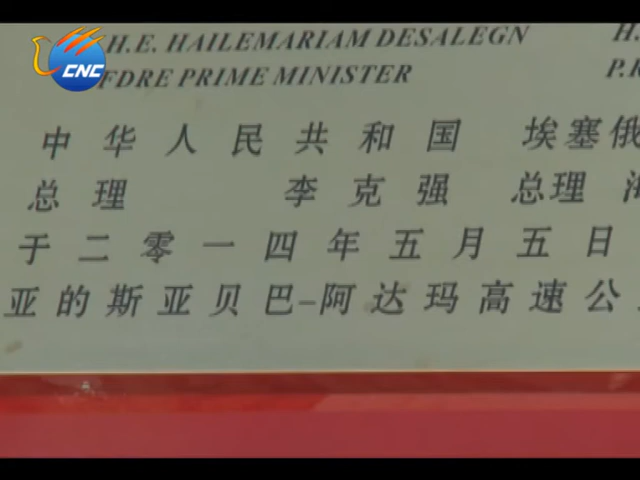 CNC
H.E. HAILEMARIAM DESALEGN H.
FDRE PRIME MINISTER P.R
中华人民共和国 埃塞俄
总理 李克强 总理 海
于二零一四年五月五日
亚的斯亚贝巴–阿达玛高速公